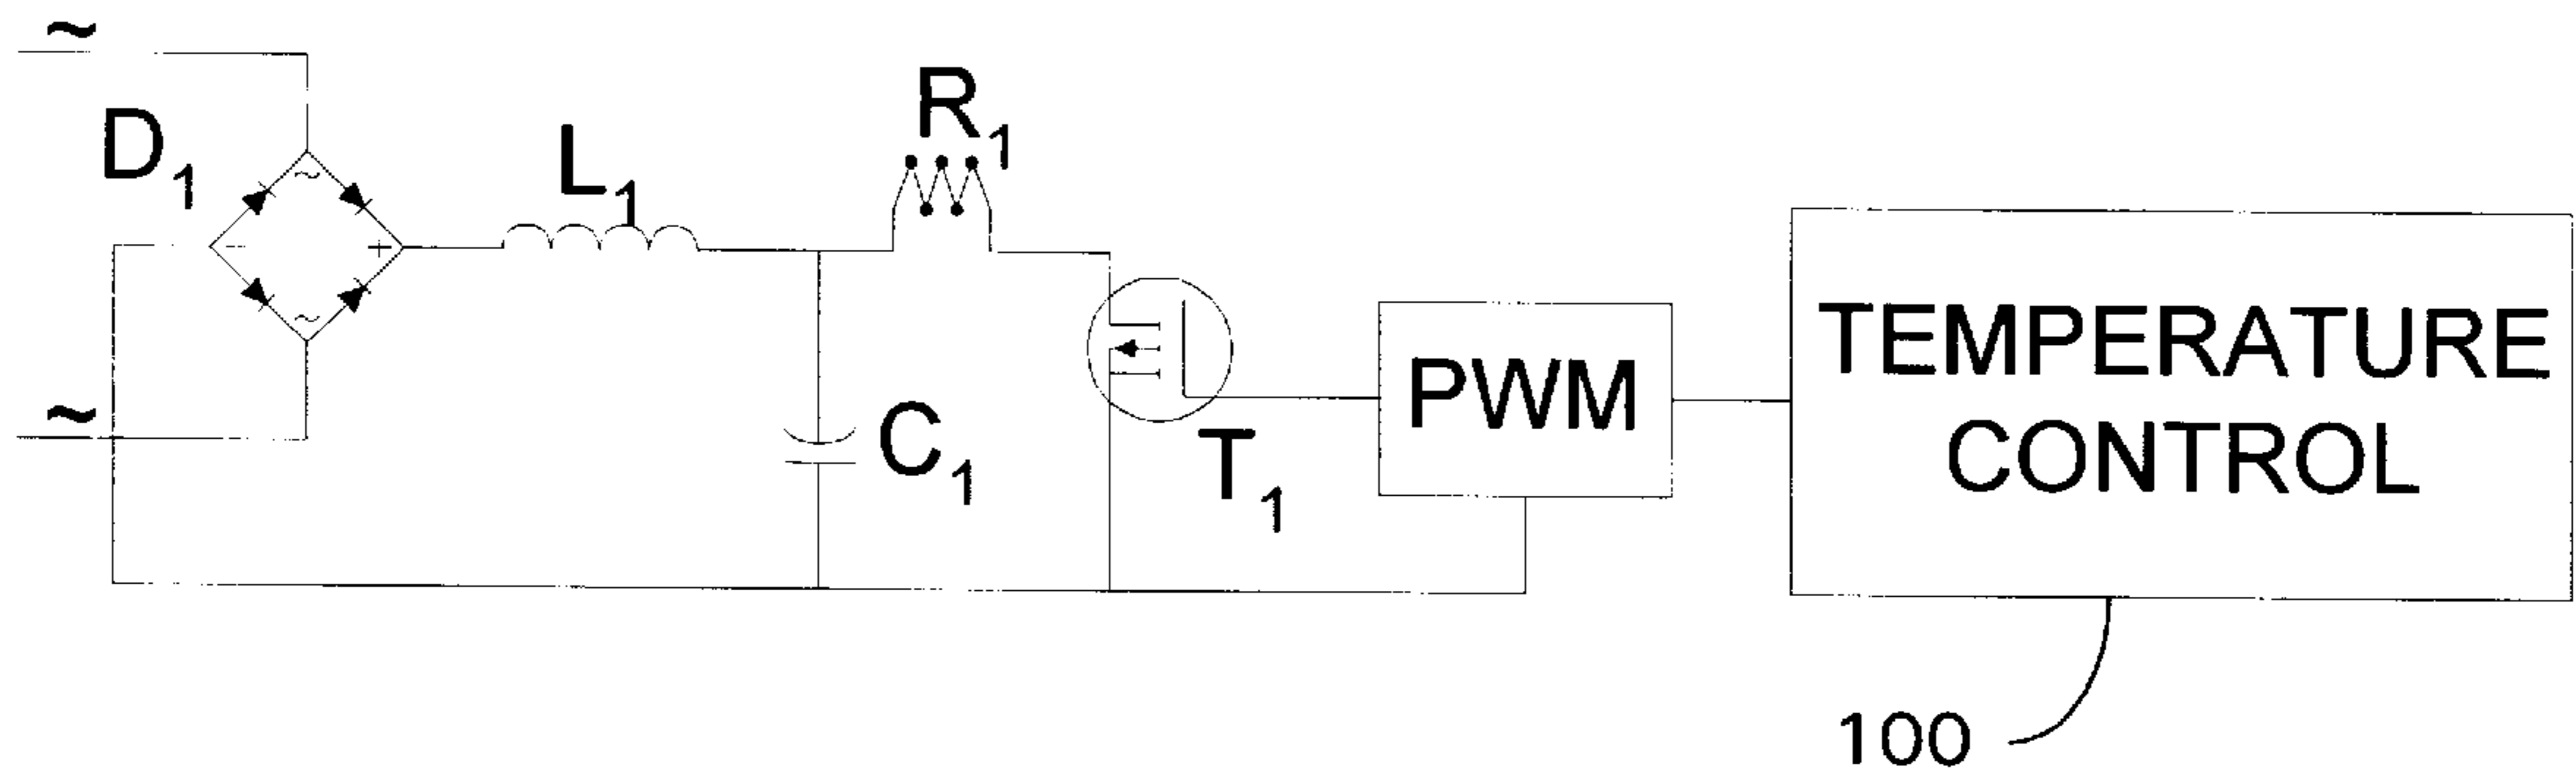 ~
D1
~
-
+
~
~
L1
R1
C1
T1
PWM
TEMPERATURE
CONTROL
100